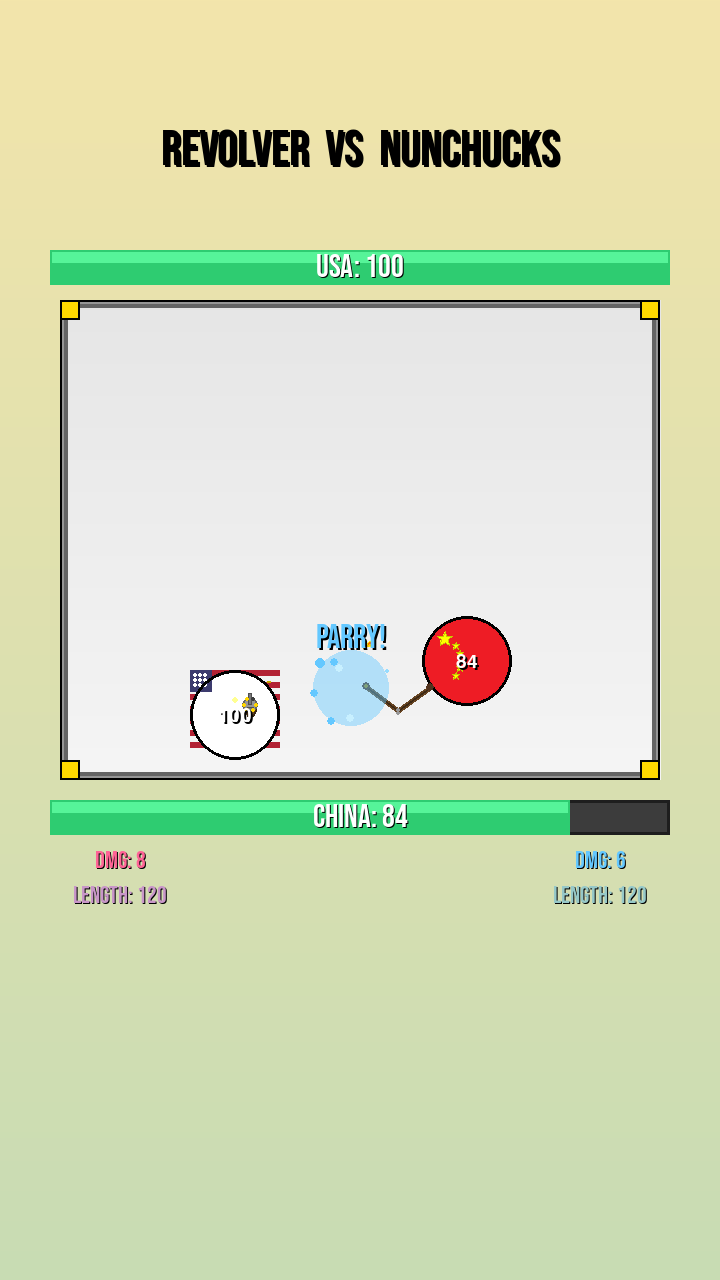 REVOLVER VS NUNCHUCKS
USA: 100
PARRY!
84
100
CHINA: 84
DMG: 8
DMG: 6
LENGTH: 120
LENGTH: 120